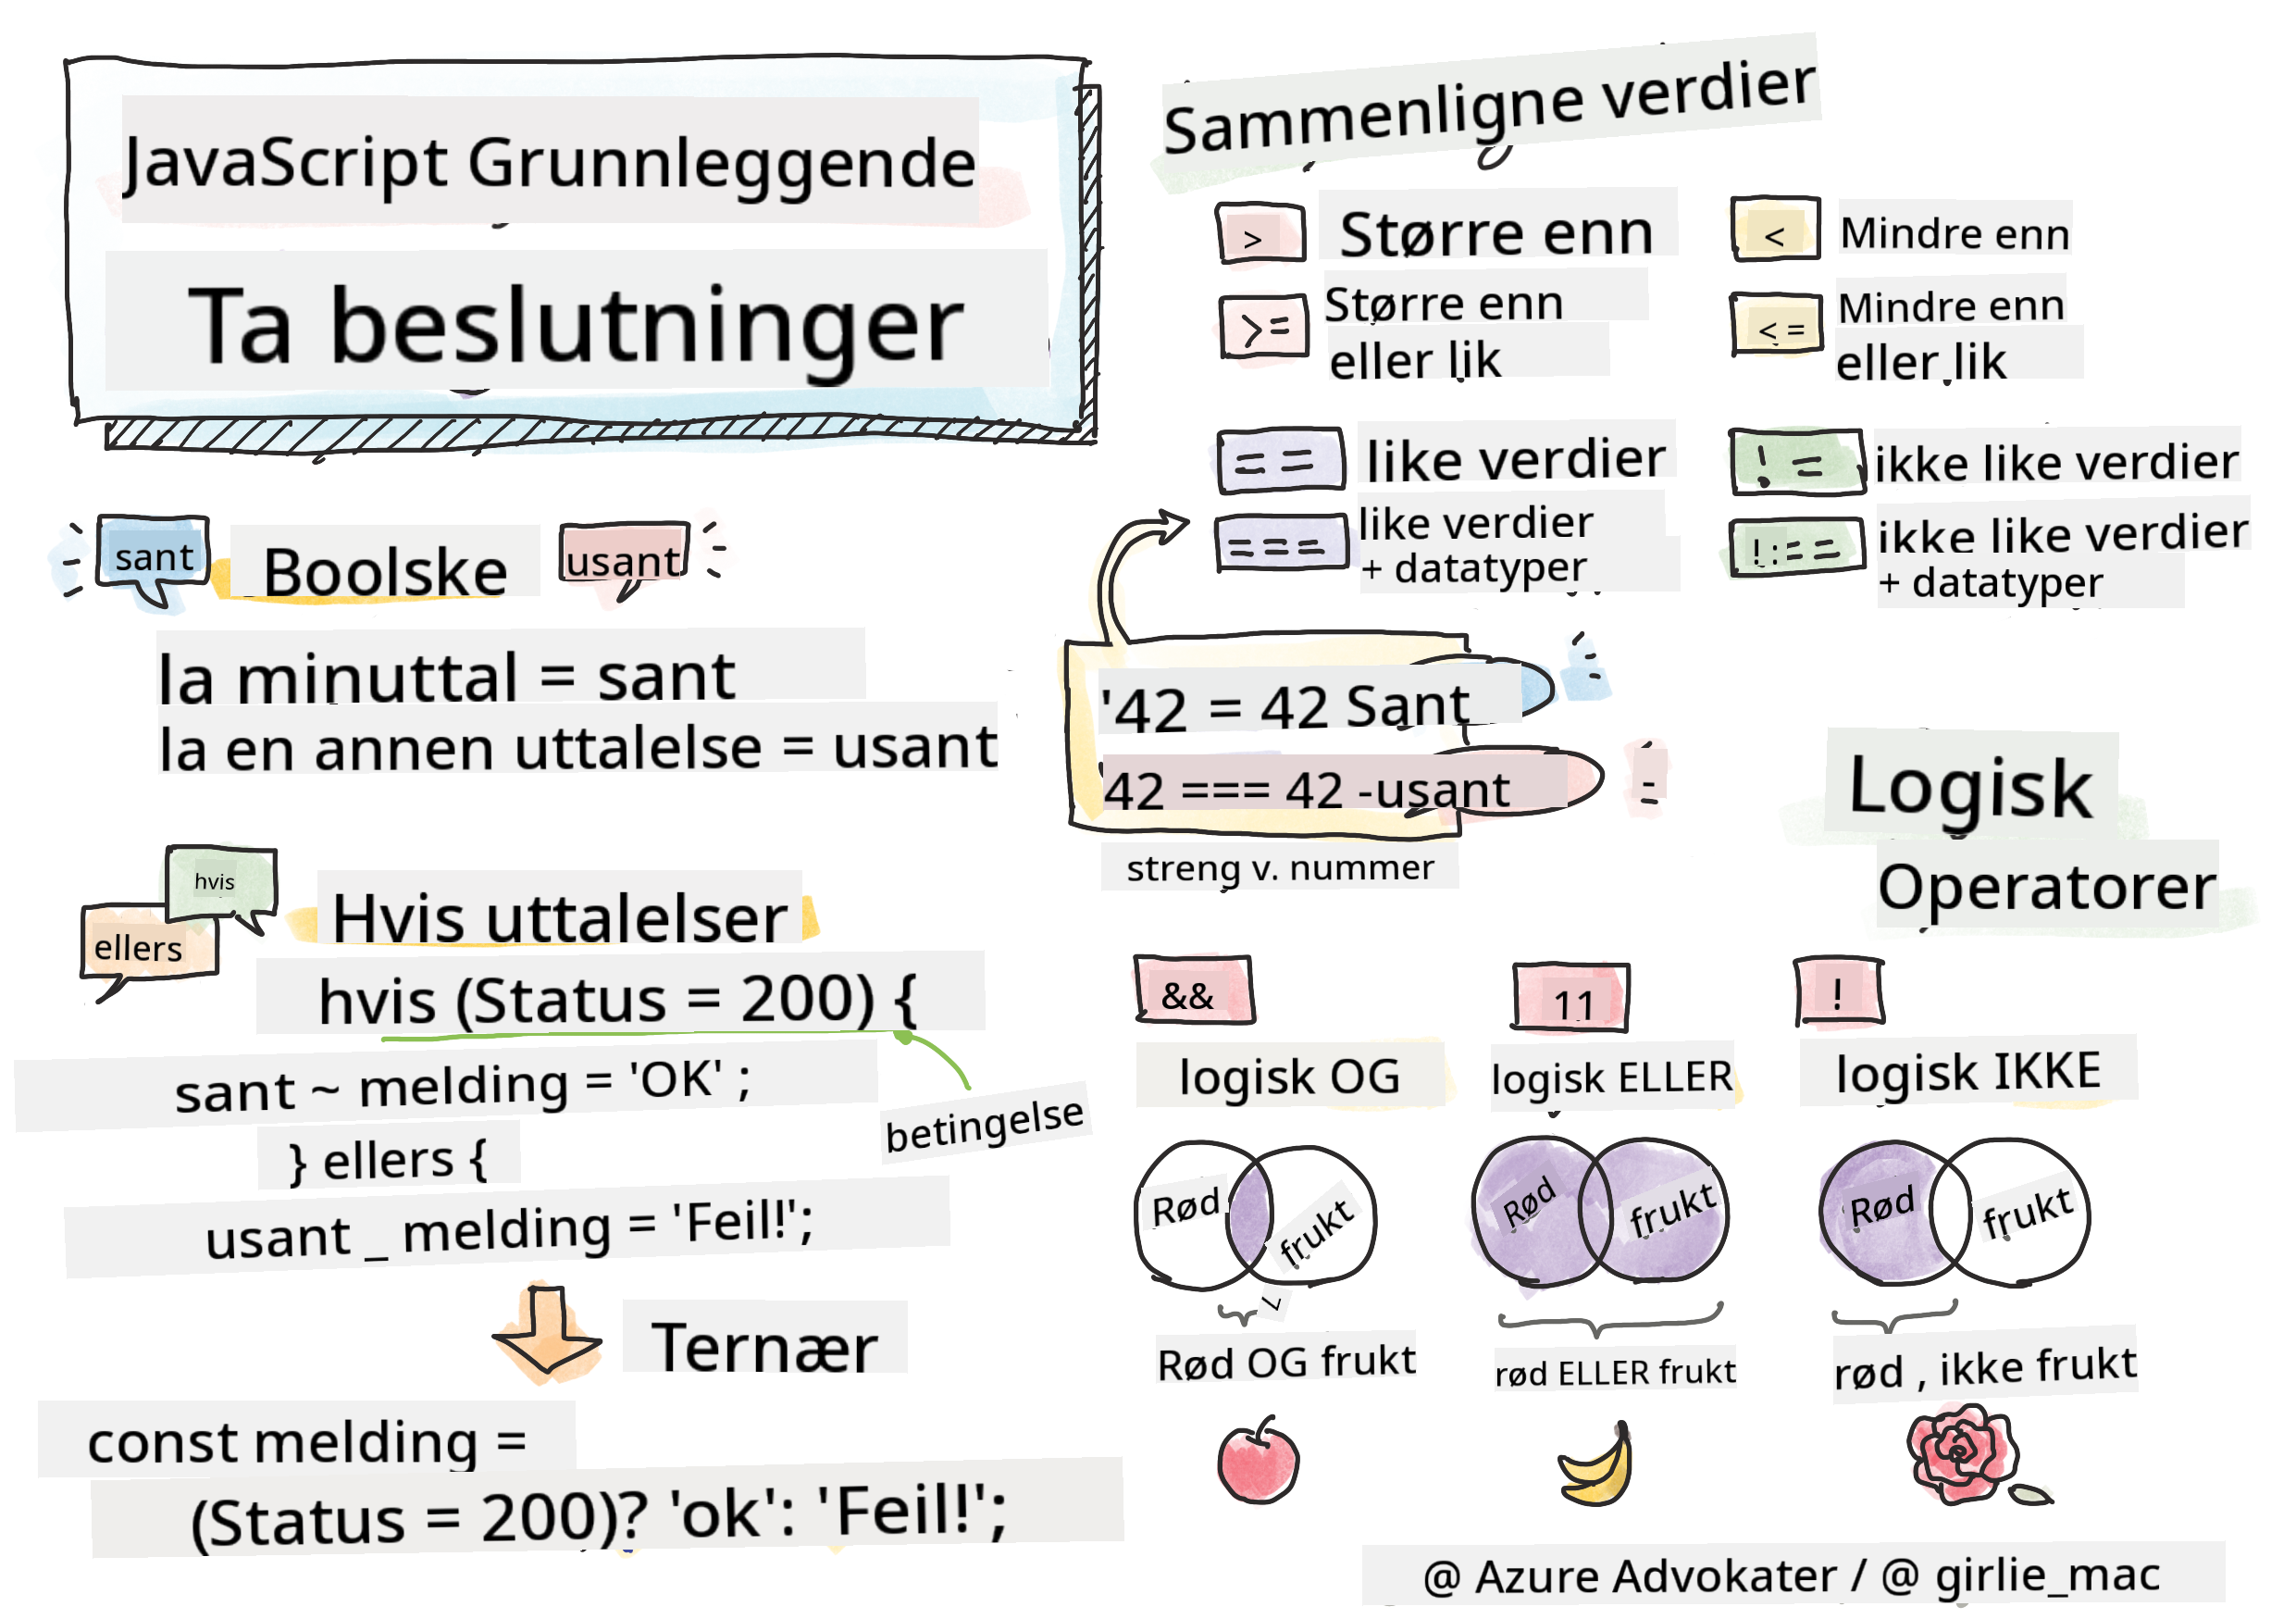 JavaScript Grunnleggende
Ta beslutninger
sant
Boolske
usant
la minuttal = sant
la en annen uttalelse = usant
hvis
ellers
Hvis uttalelser
hvis (Status = 200) {
sant ~ melding = 'OK' ;
betingelse
} ellers {
usant _ melding = 'Feil!';
Ternær
const melding =
(Status = 200)? 'ok': 'Feil!';
Sammenligne verdier
> Større enn
< Mindre enn
>= Større enn
eller lik
<= Mindre enn
eller lik
== like verdier
!= ikke like verdier
=== like verdier
+ datatyper
!:== ikke like verdier
+ datatyper
'42 = 42 Sant
42 === 42 -usant
-
streng v. nummer
Logisk
Operatorer
&&
logisk OG
Rød
frukt
Rød OG frukt
11
logisk ELLER
Rød
frukt
rød ELLER frukt
!
logisk IKKE
Rød
frukt
rød , ikke frukt
@ Azure Advokater / @ girlie_mac